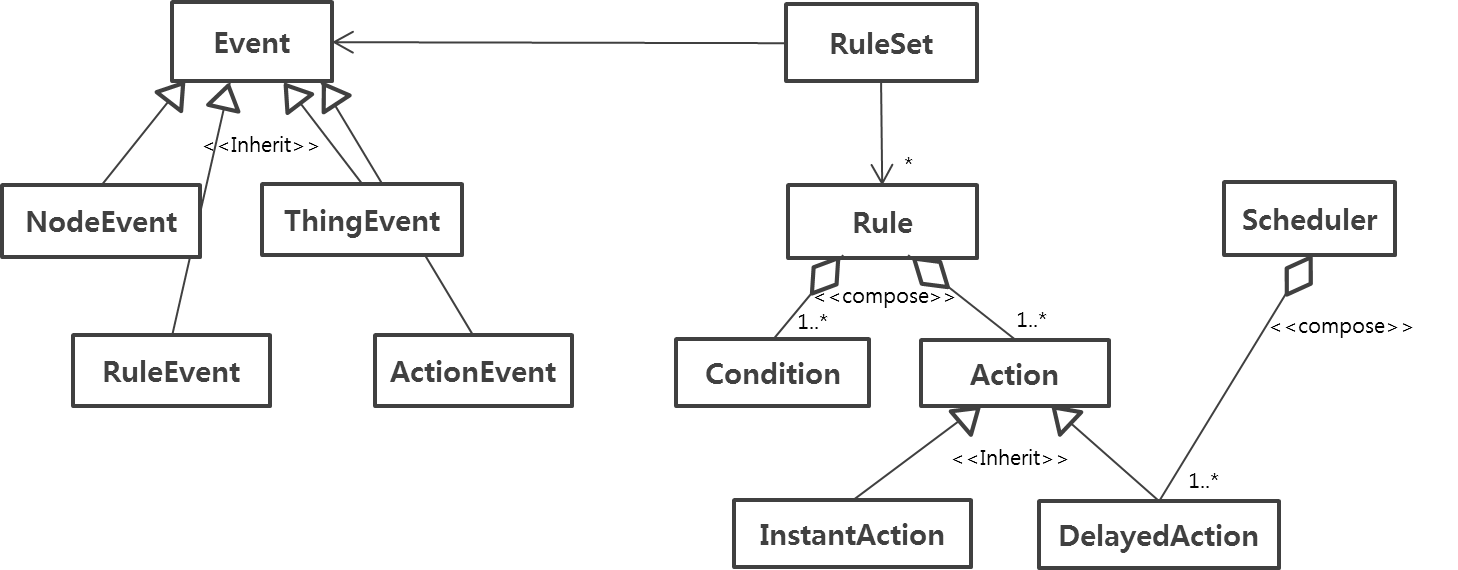 Event
RuleSet
<<Inherit>>
*
NodeEvent
ThingEvent
Rule
Scheduler
<<compose>>
1..*
1..*
<<compose>>
RuleEvent
ActionEvent
Condition
Action
<<Inherit>>
1..*
InstantAction
DelayedAction